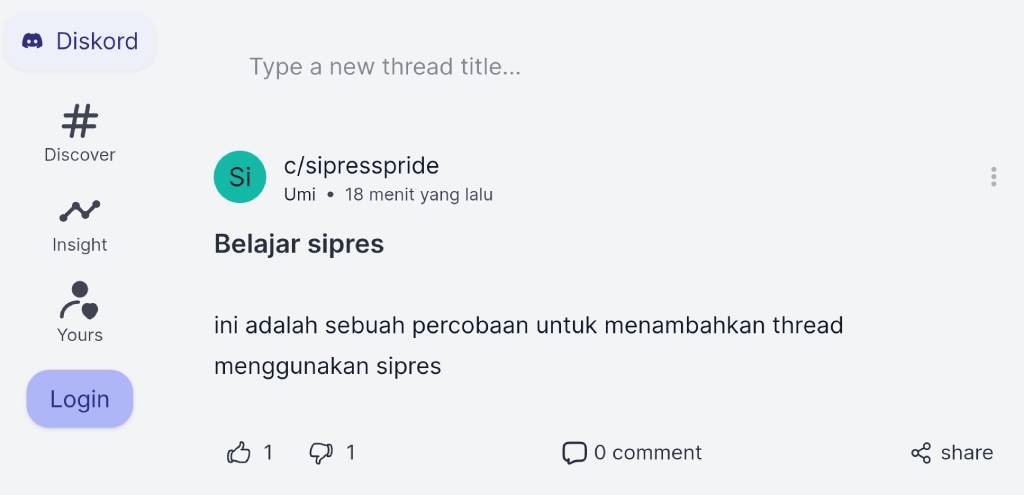 Diskord
Discover
Insight
Yours
Login
Type a new thread title...
Si
c/sipresspride
Umi • 18 menit yang lalu
Belajar sipres
ini adalah sebuah percobaan untuk menambahkan thread
menggunakan sipres
1 1 0 comment share